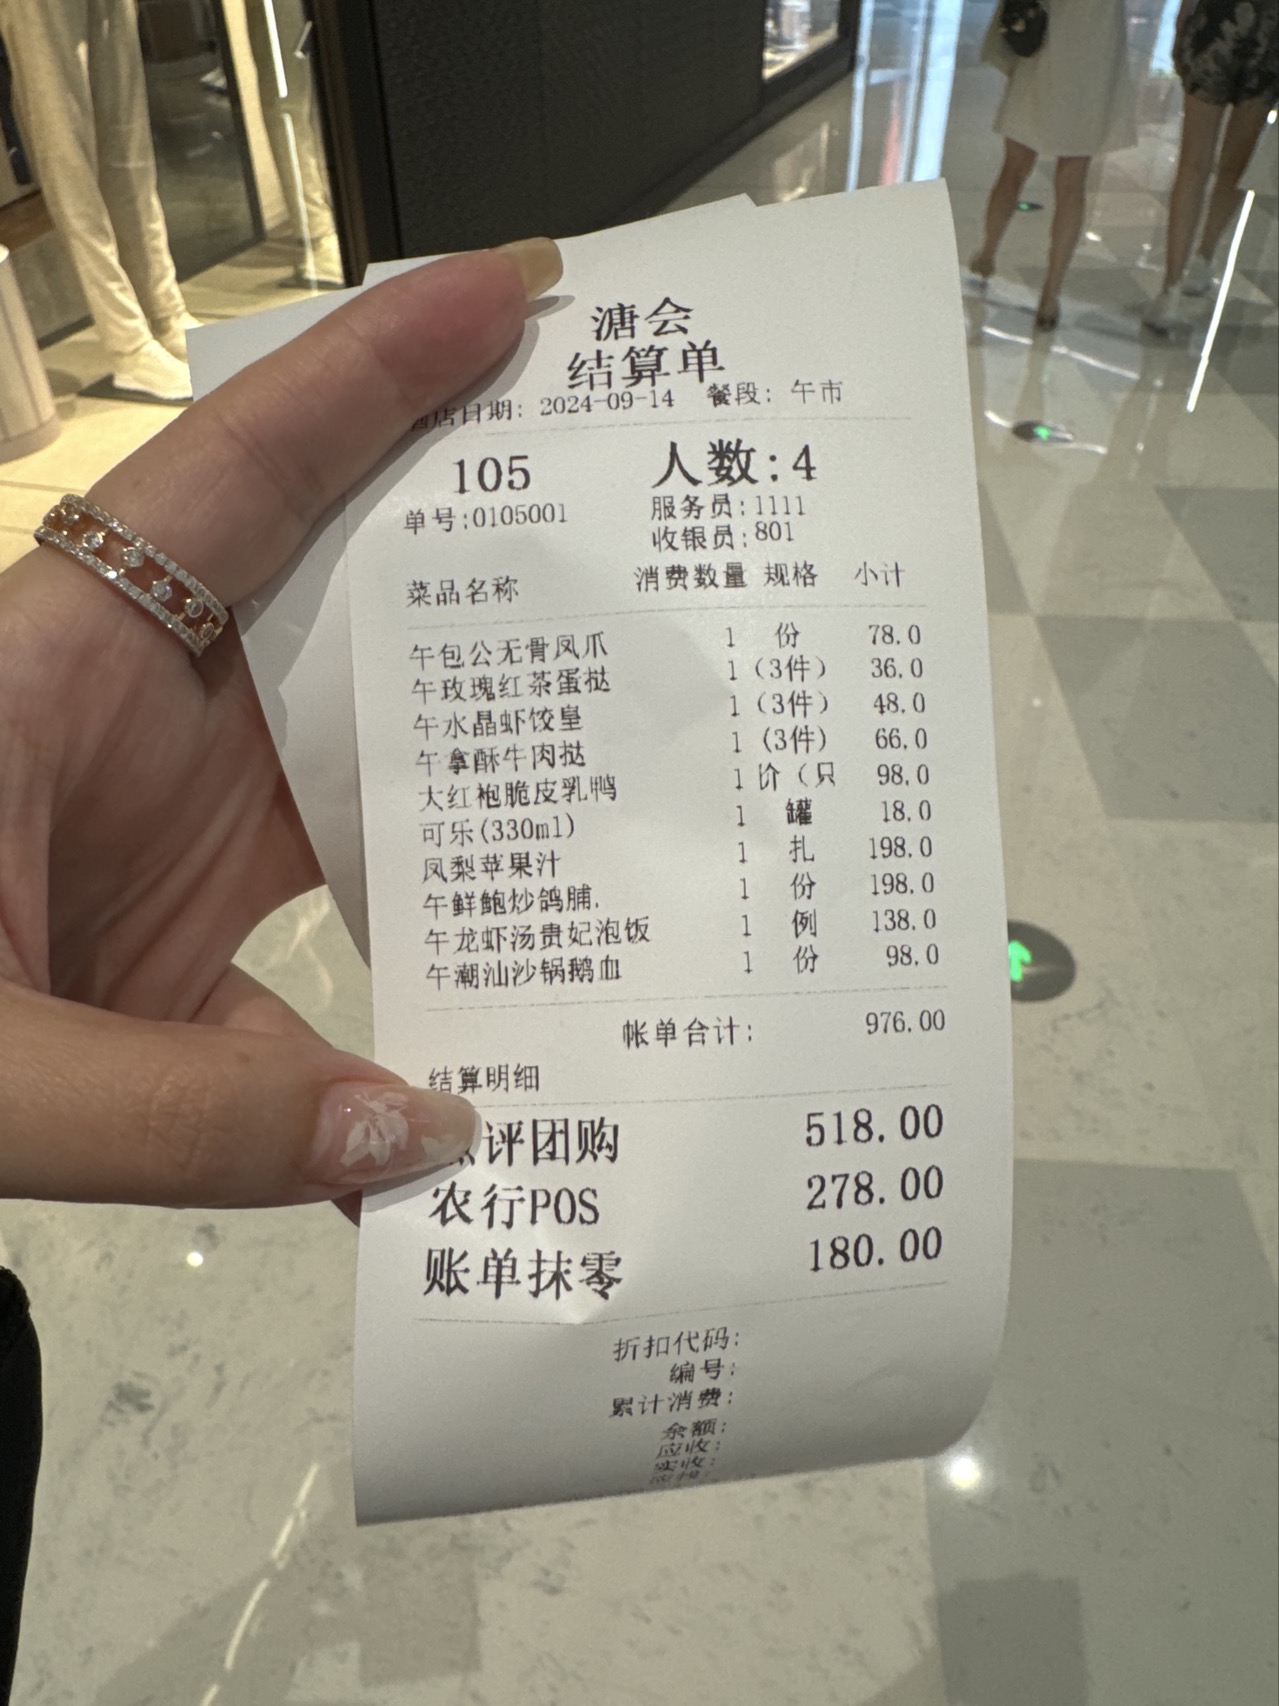 溏会
结算单
酒店日期: 2024-09-14 餐段: 午市
105 人数:4
单号:0105001 服务员:1111
收银员:801
菜品名称 消费数量 规格 小计
午包公无骨凤爪 1 份 78.0
午玫瑰红茶蛋挞 1 (3件) 36.0
午水晶虾饺皇 1 (3件) 48.0
午拿酥牛肉挞 1 (3件) 66.0
大红袍脆皮乳鸭 1 价(只 98.0
可乐(330ml) 1 罐 18.0
凤梨苹果汁 1 扎 198.0
午鲜鲍炒鸽脯. 1 份 198.0
午龙虾汤贵妃泡饭 1 例 138.0
午潮汕沙锅鹅血 1 份 98.0
帐单合计: 976.00
结算明细
评团购 518.00
农行POS 278.00
账单抹零 180.00
折扣代码:
编号:
累计消费:
余额:
应收:
实收: